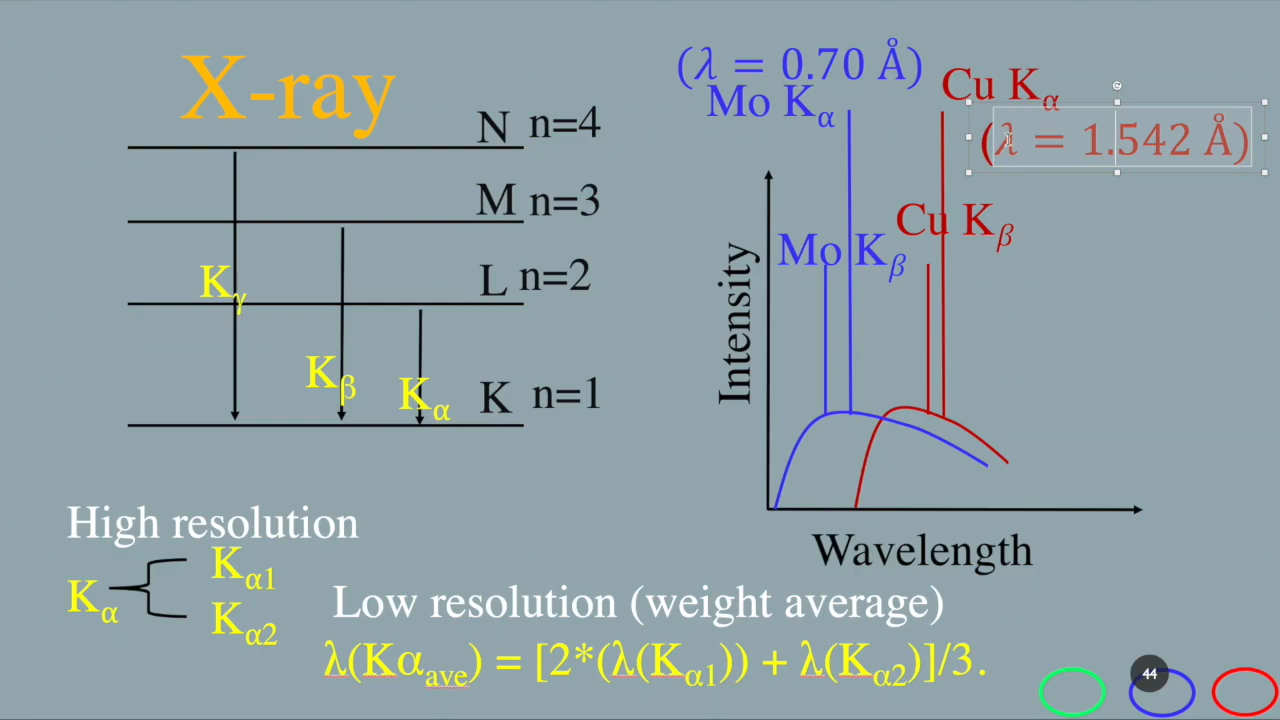 X-ray
N n=4
M n=3
L n=2
K n=1
Kγ
Kβ
Kα
(λ = 0.70 Å)
Mo Kα
Cu Kα
(λ = 1.542 Å)
Cu Kβ
Mo Kβ
Intensity
Wavelength
High resolution
Kα
Kα1
Kα2
Low resolution (weight average)
λ(Kαave) = [2*(λ(Kα1)) + λ(Kα2)]/3.
44